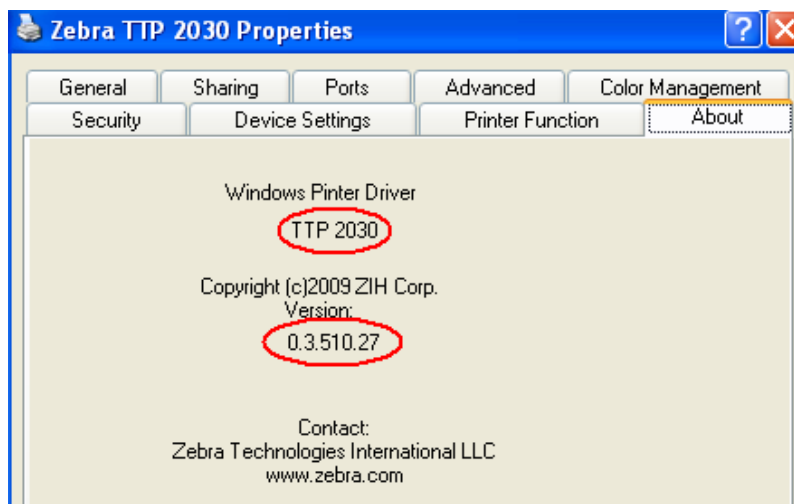 Zebra TTP 2030 Properties
General Sharing Ports Advanced Color Management
Security Device Settings Printer Function About
Windows Pinter Driver
TTP 2030
Copyright (c)2009 ZIH Corp.
Version:
0.3.510.27
Contact:
Zebra Technologies International LLC
www.zebra.com